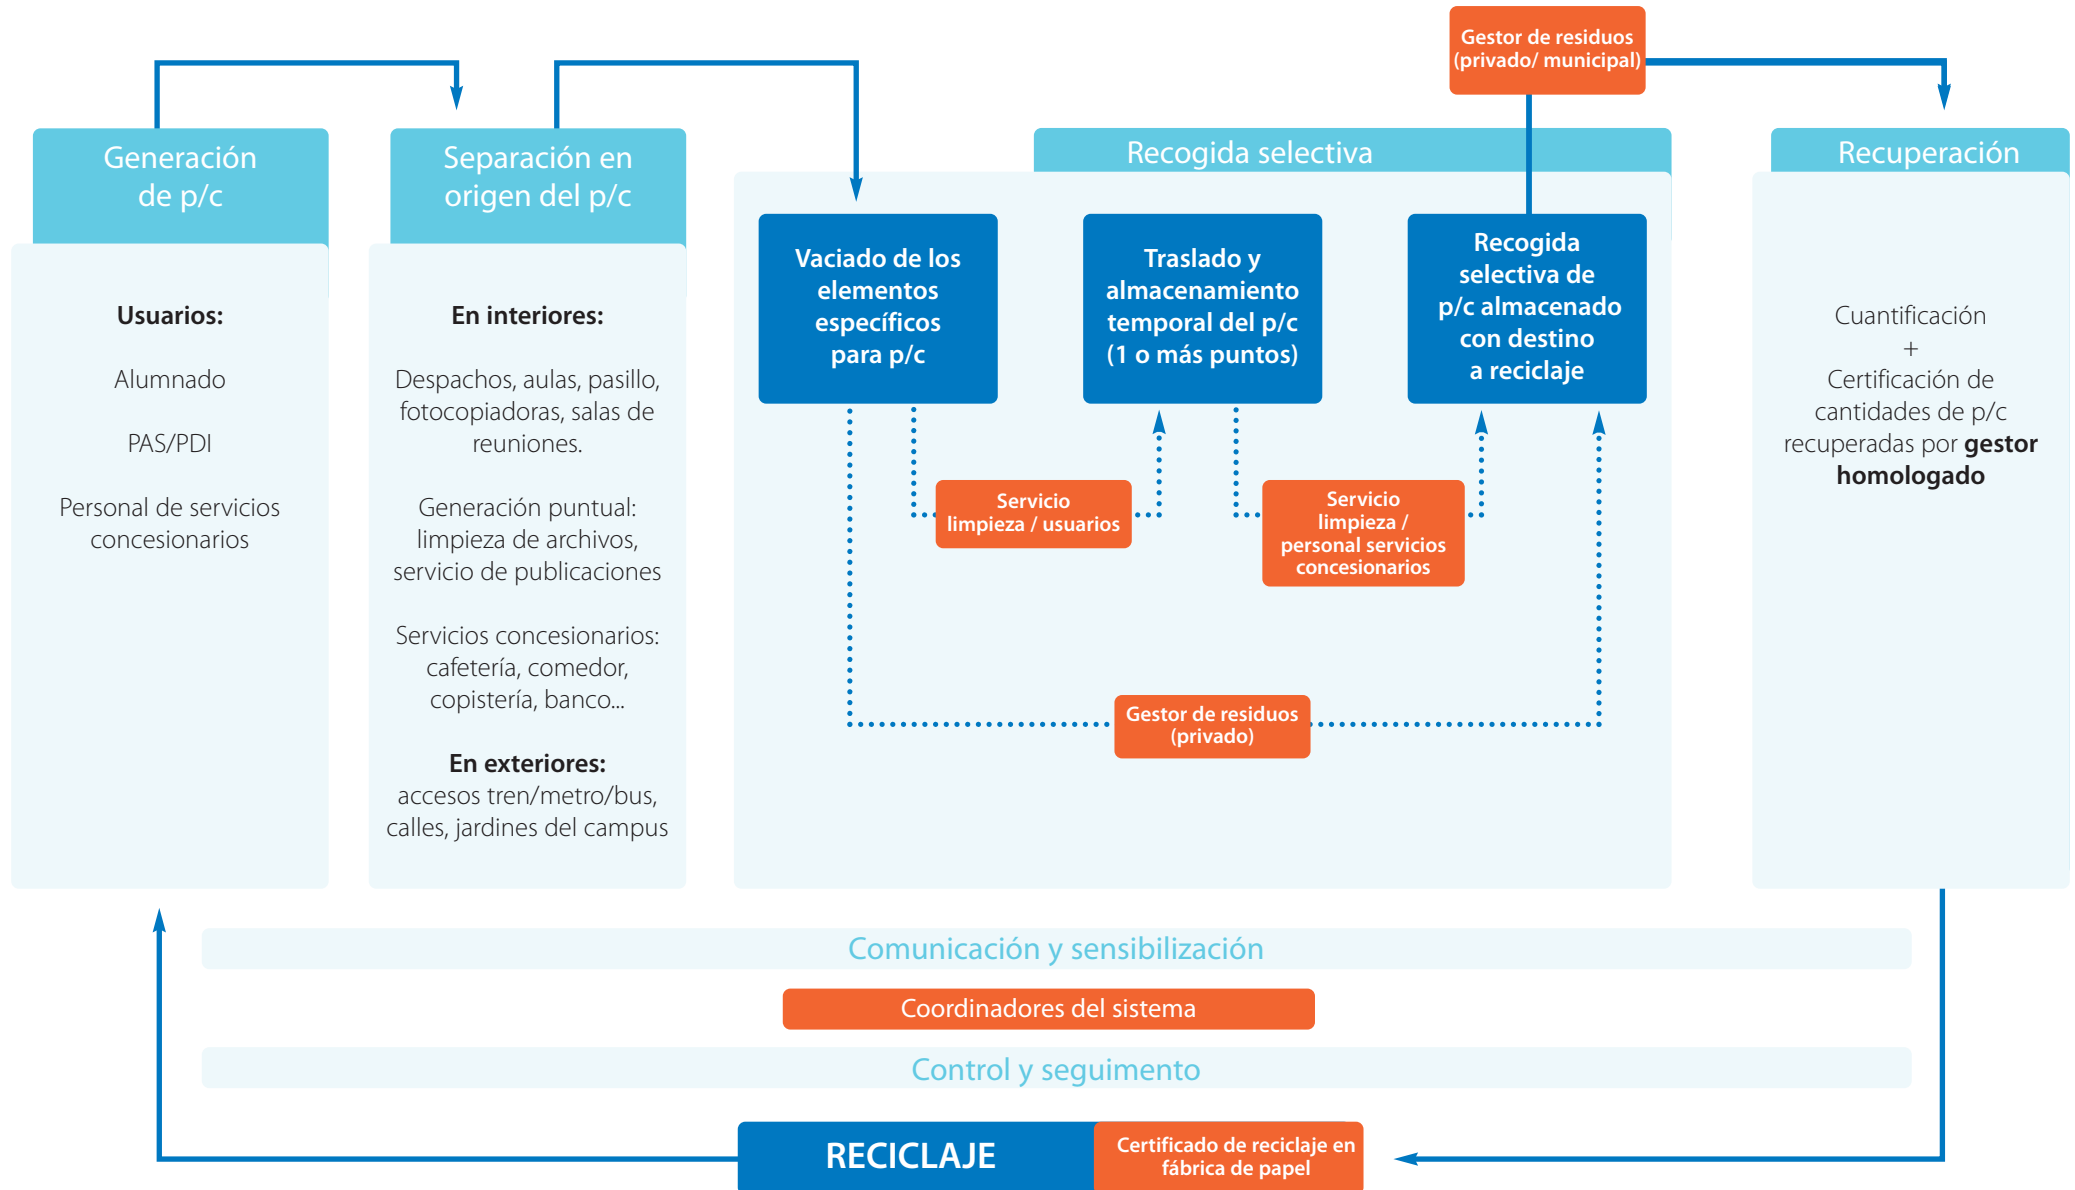 Gestor de residuos
(privado/ municipal)
Generación
de p/c
Usuarios:
Alumnado
PAS/PDI
Personal de servicios
concesionarios
Separación en
origen del p/c
En interiores:
Despachos, aulas, pasillo,
fotocopiadoras, salas de
reuniones.
Generación puntual:
limpieza de archivos,
servicio de publicaciones
Servicios concesionarios:
cafetería, comedor,
copistería, banco...
En exteriores:
accesos tren/metro/bus,
calles, jardines del campus
Recogida selectiva
Vaciado de los
elementos
específicos
para p/c
Traslado y
almacenamiento
temporal del p/c
(1 o más puntos)
Recogida
selectiva de
p/c almacenado
con destino
a reciclaje
Servicio
limpieza / usuarios
Servicio
limpieza /
personal servicios
concesionarios
Gestor de residuos
(privado)
Recuperación
Cuantificación
+
Certificación de
cantidades de p/c
recuperadas por gestor
homologado
Comunicación y sensibilización
Coordinadores del sistema
Control y seguimento
RECICLAJE
Certificado de reciclaje en
fábrica de papel